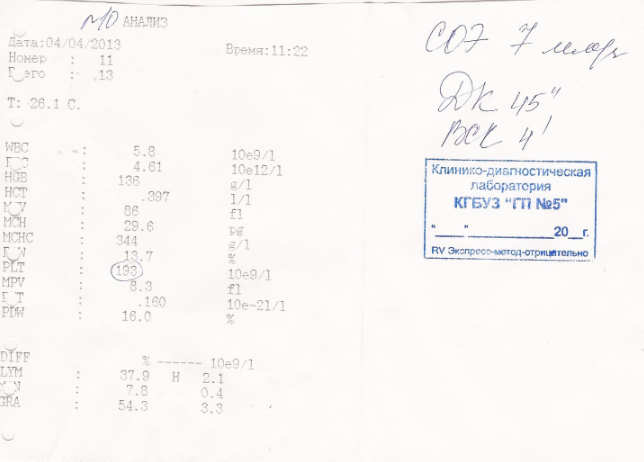 АНАЛИЗ
Дата:04/04/2013
Время:11:22
Номер : 11
: 13
T: 26.1 C.
WBC : 5.8 10e9/l
: 4.61 10e12/l
HGB : 136 g/l
HCT : .397 l/l
: 86 fl
MCH : 29.6 pg
MCHC : 344 g/l
: 13.7 %
PLT : 193 10e9/l
MPV : 8.3 fl
: .160 10e-2l/l
PDW : 16.0 %
DIFF % ------ 10e9/l
LYM : 37.9 H 2.1
: 7.8 0.4
GRA : 54.3 3.3
СОЭ 7
ДК 45"
ВСК 4'
Клинико-диагностическая
лаборатория
КГБУЗ "ГП №5"
"____"______________20__г.
RV Экспресс-метод-отрицательно